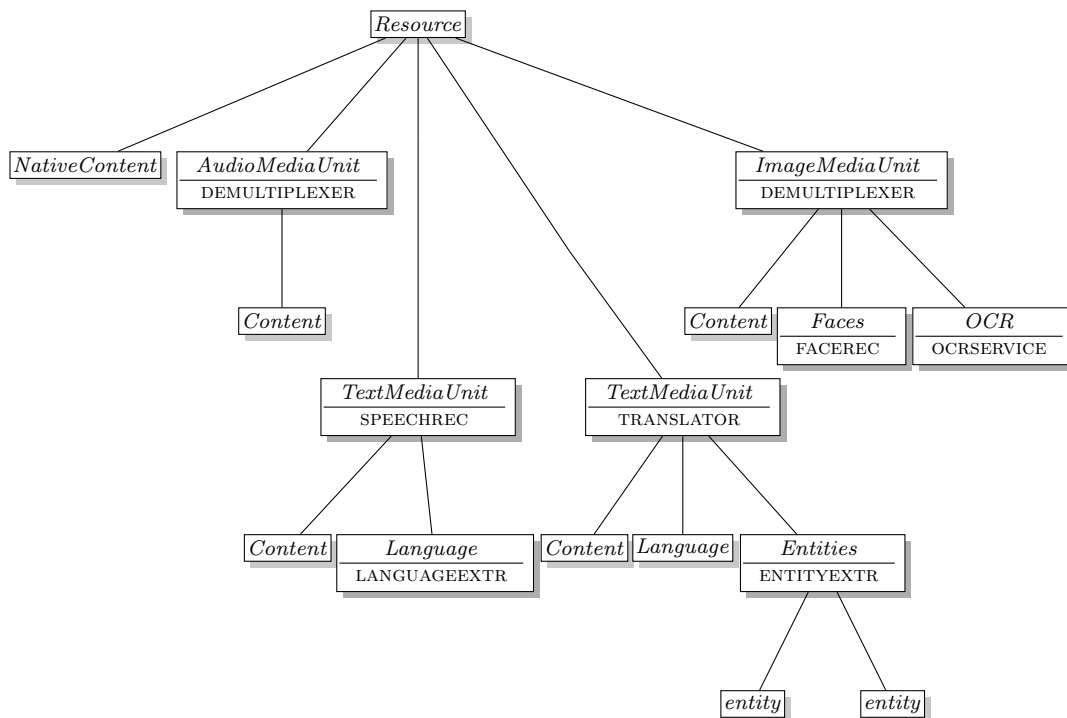 Resource
NativeContent
AudioMediaUnit
DEMULTIPLEXER
ImageMediaUnit
DEMULTIPLEXER
Content
Content
Faces
FACEREC
OCR
OCRSERVICE
TextMediaUnit
SPEECHREC
TextMediaUnit
TRANSLATOR
Content
Language
LANGUAGEEXTR
Content
Language
Entities
ENTITYEXTR
entity
entity